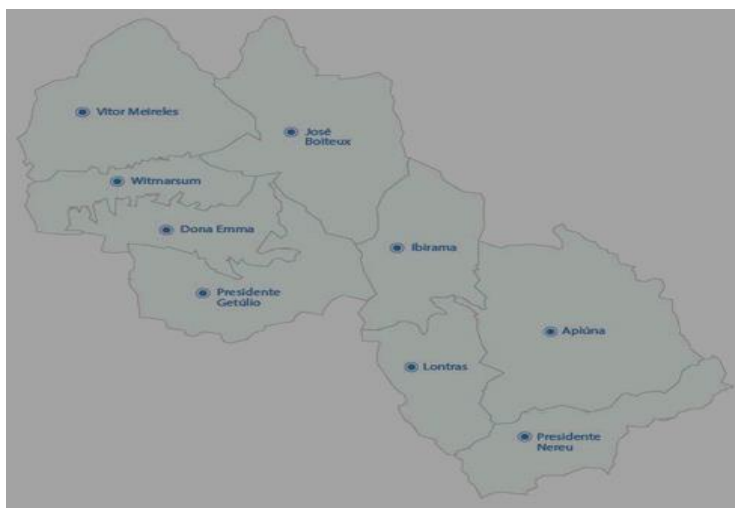 Vitor Meireles
José
Boiteux
Witmarsum
Dona Emma
Ibirama
Presidente
Getúlio
Apiúna
Lontras
Presidente
Nereu